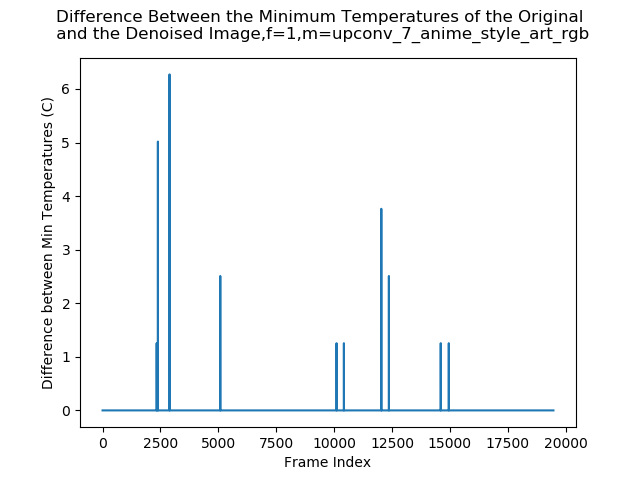 Difference Between the Minimum Temperatures of the Original
and the Denoised Image,f=1,m=upconv_7_anime_style_art_rgb
Difference between Min Temperatures (C)
6
5
4
3
2
1
0
0 2500 5000 7500 10000 12500 15000 17500 20000
Frame Index